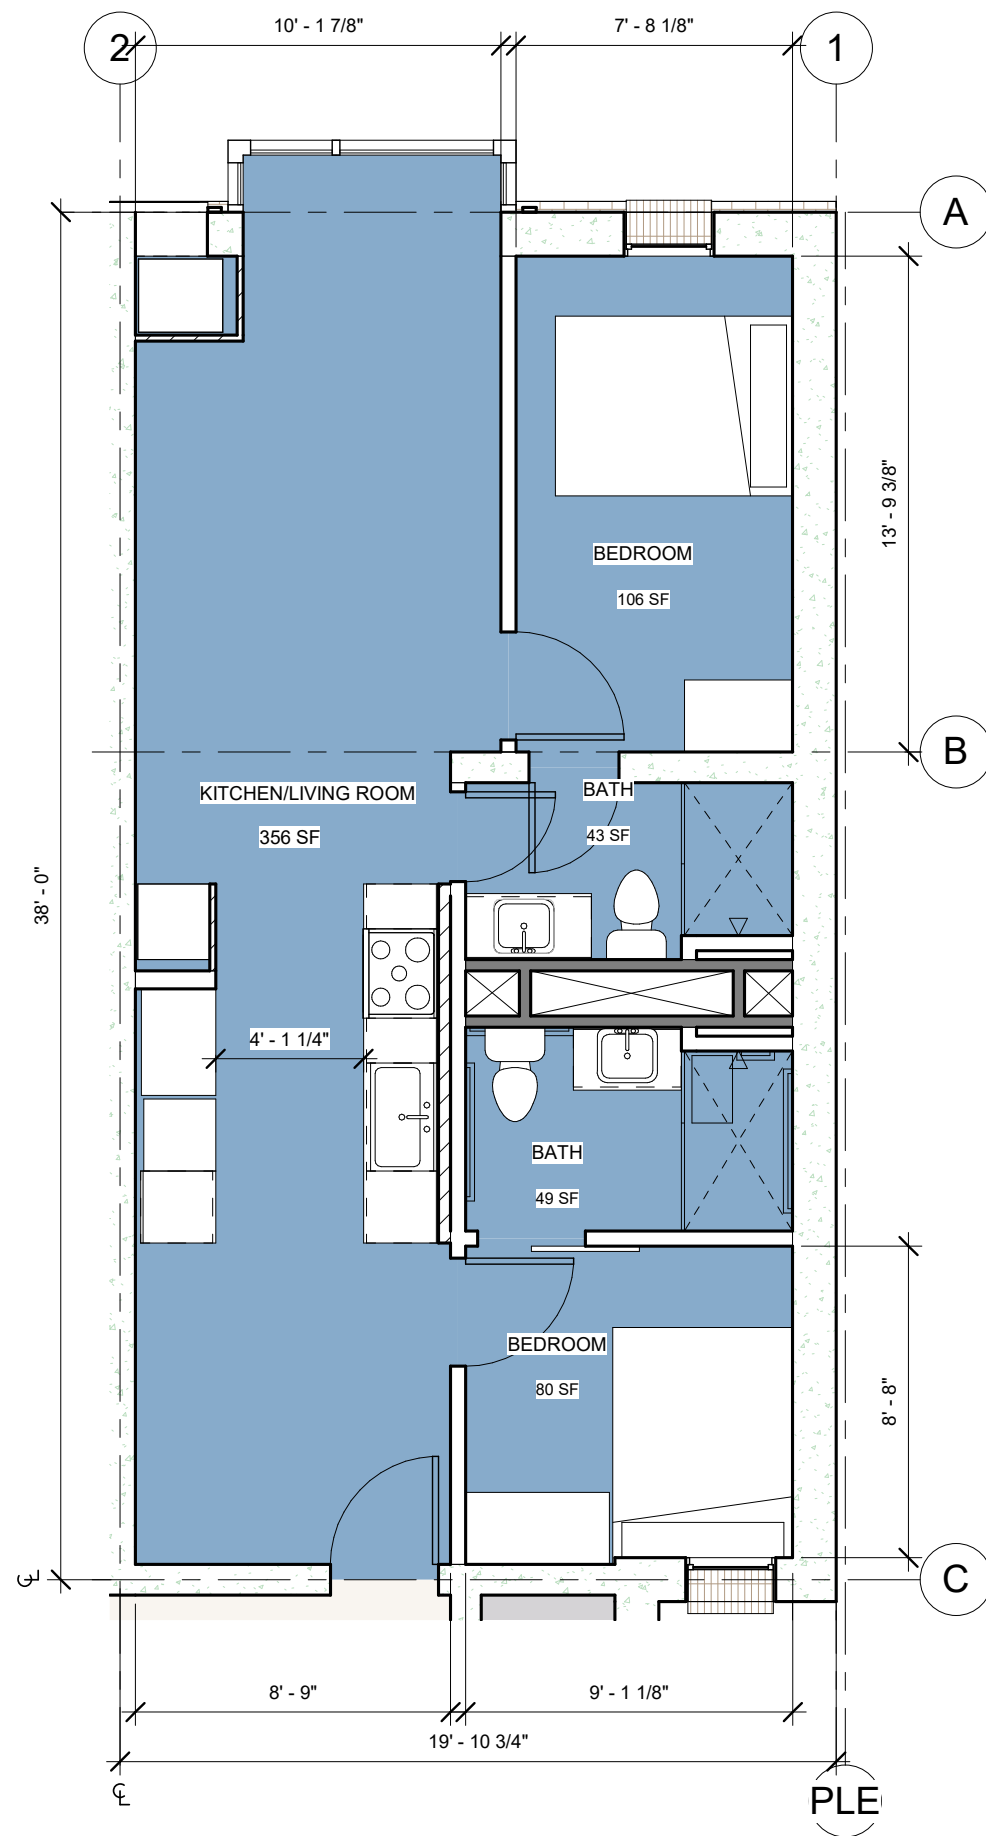 10' - 1 7/8"
7' - 8 1/8"
2
1
A
13' - 9 3/8"
BEDROOM
106 SF
B
KITCHEN/LIVING ROOM
356 SF
BATH
43 SF
38' - 0"
4' - 1 1/4"
BATH
49 SF
BEDROOM
80 SF
8' - 8"
℄
C
8' - 9"
9' - 1 1/8"
19' - 10 3/4"
℄
PLE